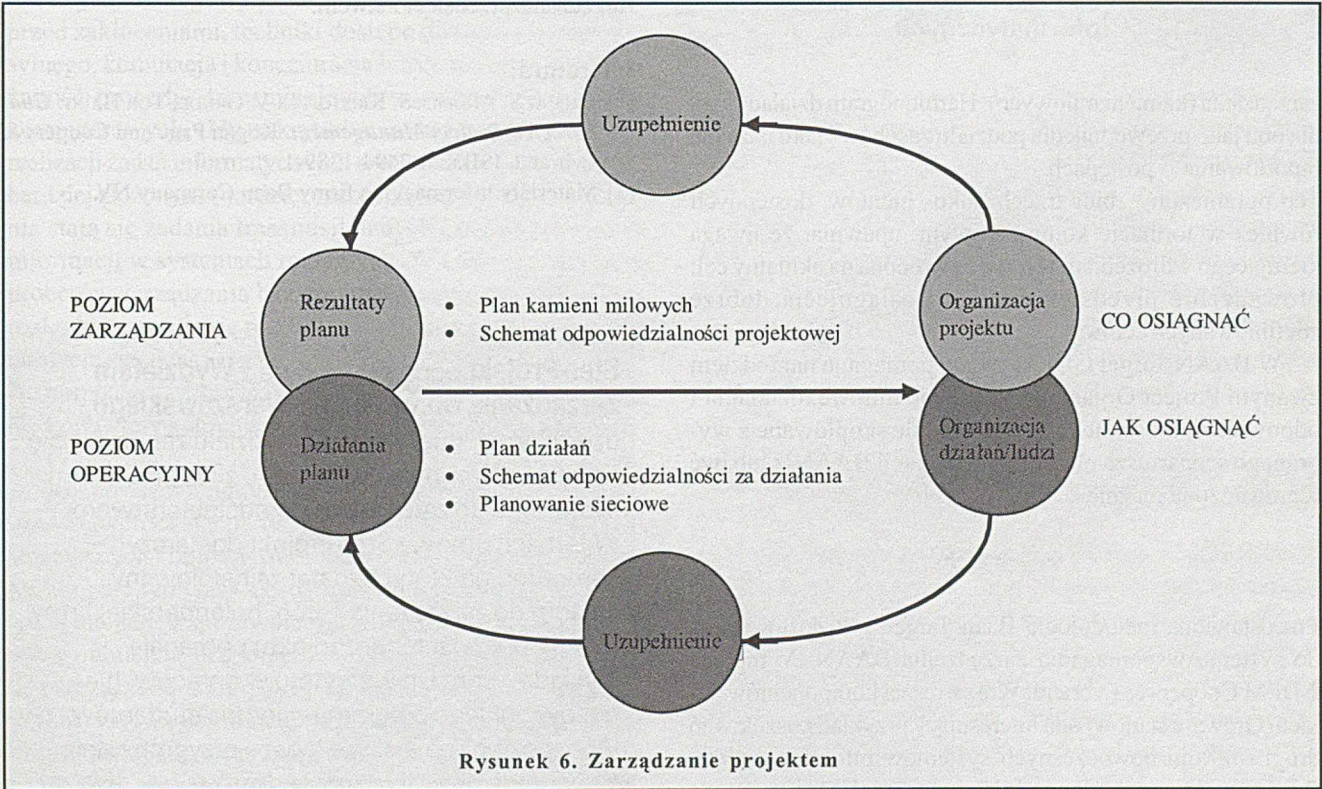 Uzupełnienie
POZIOM
ZARZĄDZANIA
Rezultaty
planu
• Plan kamieni milowych
• Schemat odpowiedzialności projektowej
Organizacja
projektu
CO OSIĄGNĄĆ
POZIOM
OPERACYJNY
Działania
planu
• Plan działań
• Schemat odpowiedzialności za działania
• Planowanie sieciowe
Organizacja
działań/ludzi
JAK OSIĄGNĄĆ
Uzupełnienie
Rysunek 6. Zarządzanie projektem